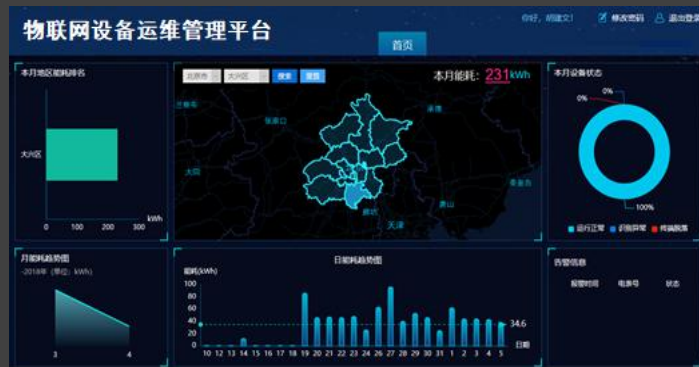 物联网设备运维管理平台
你好，胡建文!
修改密码
退出登录
首页
本月地区能耗排名
大兴区
kWh
0 100 200 300
北京市
大兴区
搜索
本月能耗：231kWh
张家口
承德
大同
秦皇岛
唐山
廊坊
天津
本月设备状态
0%
0%
100%
运行正常 识别异常 终端脱落
月能耗趋势图
-2018年（单位：kWh）
3 4
日能耗趋势图
能耗(kWh)
100
80
60
40
20
0
34.6
日期
10 12 13 14 15 16 17 18 19 20 21 22 23 24 26 27 28 29 30 31 1 2 3 4 5
告警信息
报警时间 电表号 状态